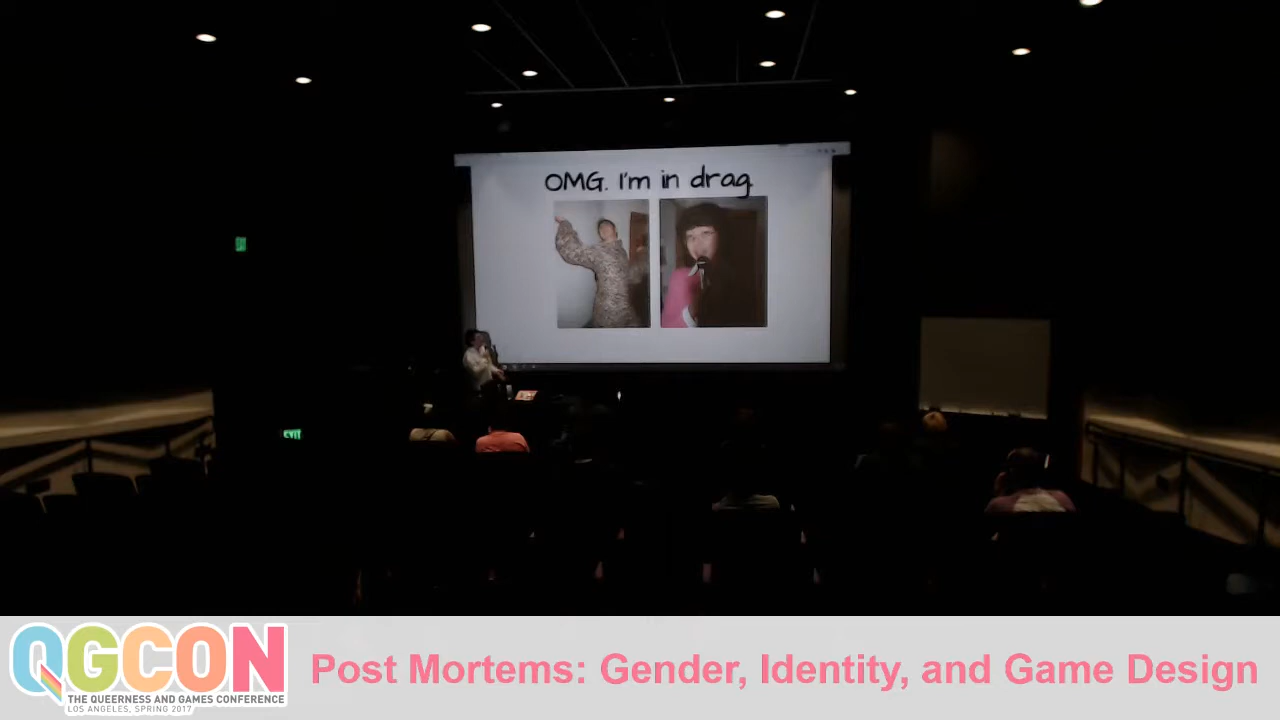 OMG. I'm in drag.
EXIT
QGCON
THE QUEERNESS AND GAMES CONFERENCE
LOS ANGELES, SPRING 2017
Post Mortems: Gender, Identity, and Game Design